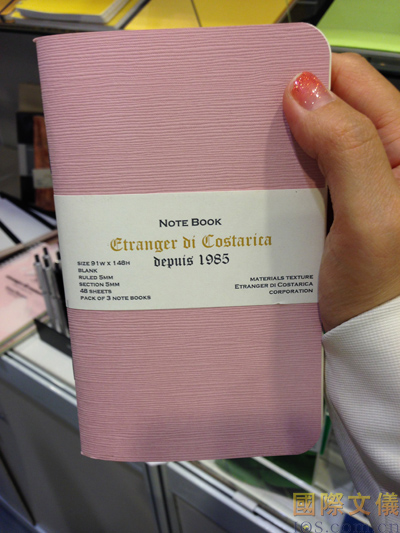 NOTE BOOK
Etranger di Costarica
depuis 1985
SIZE 91W X 148H
BLANK
RULED 5MM
SECTION 5MM
48 SHEETS
PACK OF 3 NOTE BOOKS
MATERIALS TEXTURE
ETRANGER DI COSTARICA
CORPORATION
國際文儀